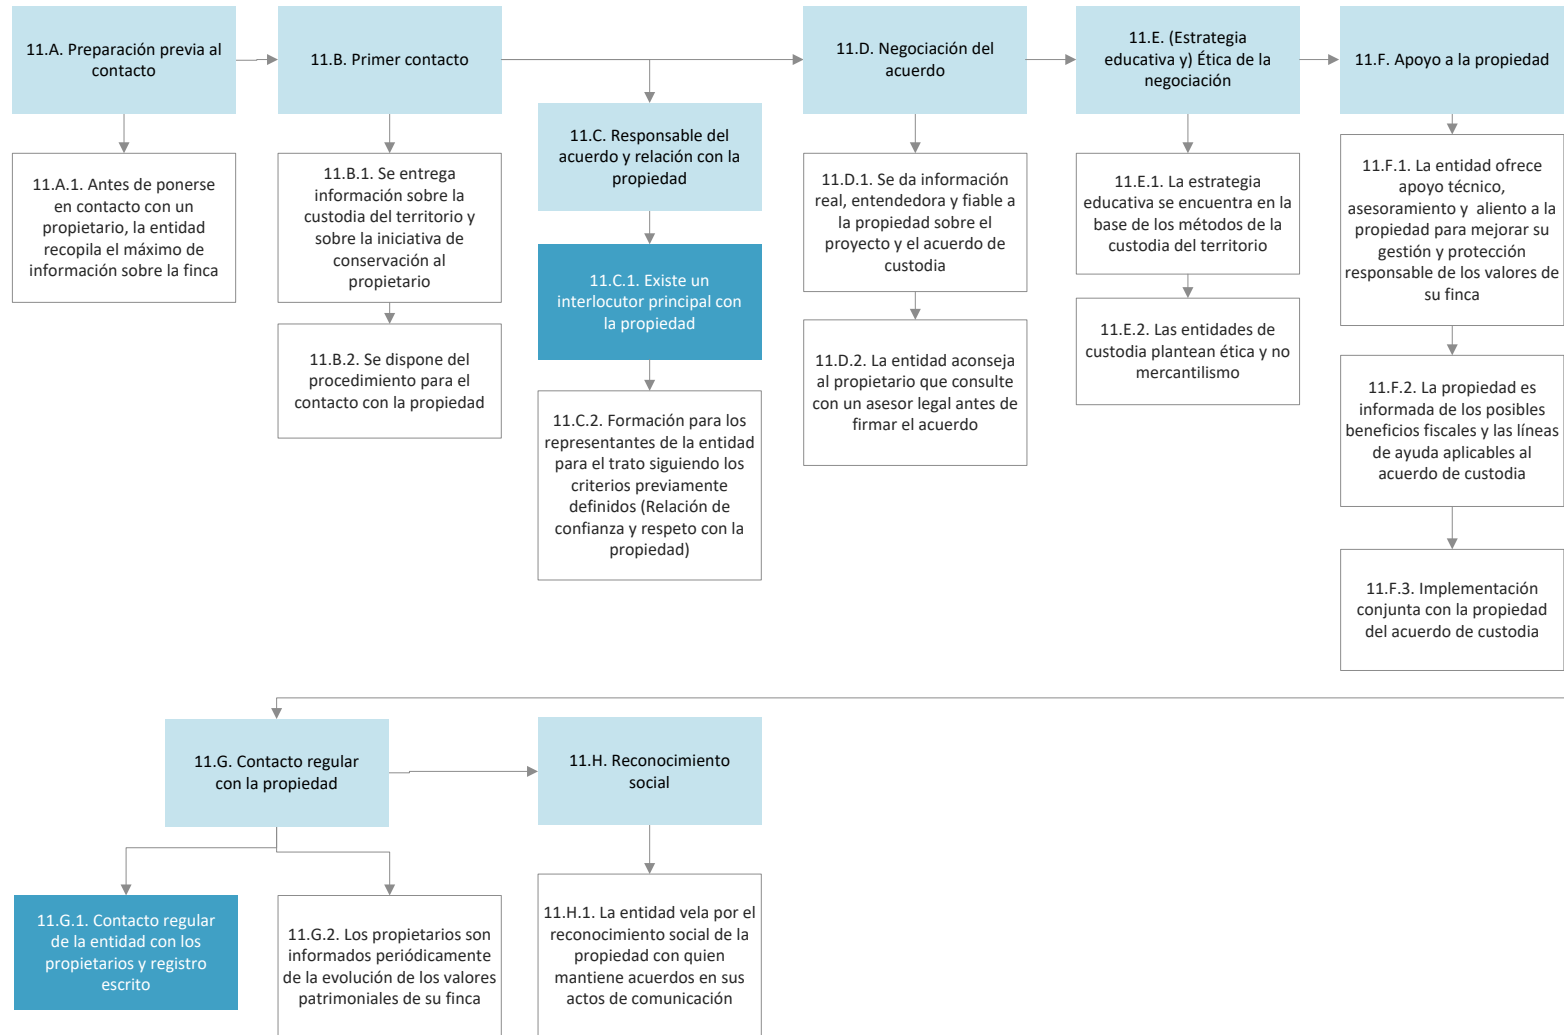 11.A. Preparación previa al
contacto
11.B. Primer contacto
11.D. Negociación del
acuerdo
11.E. (Estrategia
educativa y) Ética de la
negociación
11.F. Apoyo a la propiedad
11.C. Responsable del
acuerdo y relación con la
propiedad
11.A.1. Antes de ponerse
en contacto con un
propietario, la entidad
recopila el máximo de
información sobre la finca
11.B.1. Se entrega
información sobre la
custodia del territorio y
sobre la iniciativa de
conservación al
propietario
11.B.2. Se dispone del
procedimiento para el
contacto con la propiedad
11.C.1. Existe un
interlocutor principal con
la propiedad
11.C.2. Formación para los
representantes de la entidad
para el trato siguiendo los
criterios previamente
definidos (Relación de
confianza y respeto con la
propiedad)
11.D.1. Se da información
real, entendedora y fiable
a la propiedad sobre el
proyecto y el acuerdo de
custodia
11.D.2. La entidad aconseja
al propietario que consulte
con un asesor legal antes de
firmar el acuerdo
11.E.1. La estrategia
educativa se encuentra en la
base de los métodos de la
custodia del territorio
11.E.2. Las entidades de
custodia plantean ética y no
mercantilismo
11.F.1. La entidad ofrece
apoyo técnico,
asesoramiento y aliento a la
propiedad para mejorar su
gestión y protección
responsable de los valores de
su finca
11.F.2. La propiedad es
informada de los posibles
beneficios fiscales y las líneas
de ayuda aplicables al
acuerdo de custodia
11.F.3. Implementación
conjunta con la propiedad
del acuerdo de custodia
11.G. Contacto regular
con la propiedad
11.H. Reconocimiento
social
11.G.1. Contacto regular
de la entidad con los
propietarios y registro
escrito
11.G.2. Los propietarios son
informados periódicamente
de la evolución de los valores
patrimoniales de su finca
11.H.1. La entidad vela por el
reconocimiento social de la
propiedad con quien
mantiene acuerdos en sus
actos de comunicación